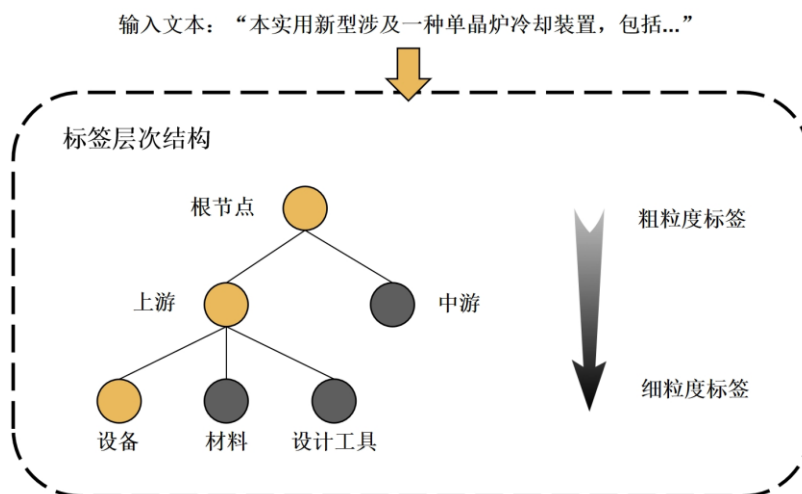 输入文本：“本实用新型涉及一种单晶炉冷却装置，包括...”
标签层次结构
根节点
粗粒度标签
上游
中游
细粒度标签
设备
材料
设计工具